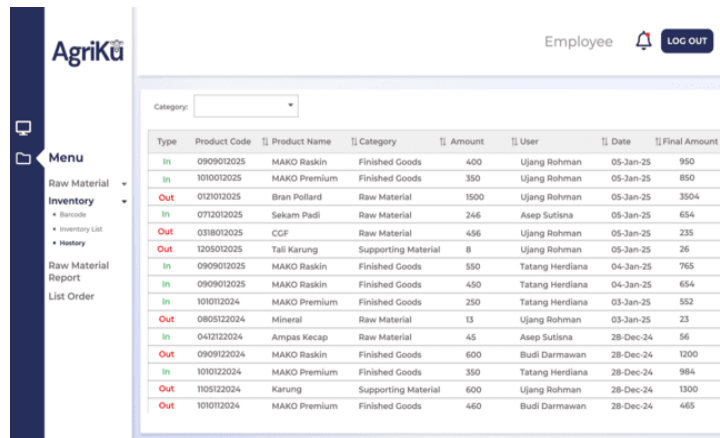 AgriKu
Employee
LOG OUT
Category:
Menu
Raw Material
Inventory
Barcode
Inventory List
Hostory
Raw Material
Report
List Order
Type Product Code Product Name Category Amount User Date Final Amount
In 0909012025 MAKO Raskin Finished Goods 400 Ujang Rohman 05-Jan-25 950
In 1010012025 MAKO Premium Finished Goods 350 Ujang Rohman 05-Jan-25 850
Out 0121012025 Bran Pollard Raw Material 1500 Ujang Rohman 05-Jan-25 3504
In 0712012025 Sekam Padi Raw Material 246 Asep Sutisna 05-Jan-25 654
Out 0318012025 CGF Raw Material 456 Ujang Rohman 05-Jan-25 235
Out 1205012025 Tali Karung Supporting Material 8 Ujang Rohman 05-Jan-25 26
In 0909012025 MAKO Raskin Finished Goods 550 Tatang Herdiana 04-Jan-25 765
In 0909012025 MAKO Raskin Finished Goods 450 Tatang Herdiana 04-Jan-25 654
In 1010112024 MAKO Premium Finished Goods 250 Tatang Herdiana 03-Jan-25 552
Out 0805122024 Mineral Raw Material 13 Ujang Rohman 03-Jan-25 23
In 0412122024 Ampas Kecap Raw Material 45 Asep Sutisna 28-Dec-24 56
Out 0909122024 MAKO Raskin Finished Goods 600 Budi Darmawan 28-Dec-24 1200
In 1010122024 MAKO Premium Finished Goods 350 Tatang Herdiana 28-Dec-24 984
Out 1105122024 Karung Supporting Material 600 Ujang Rohman 28-Dec-24 1300
Out 1010112024 MAKO Premium Finished Goods 460 Budi Darmawan 28-Dec-24 465